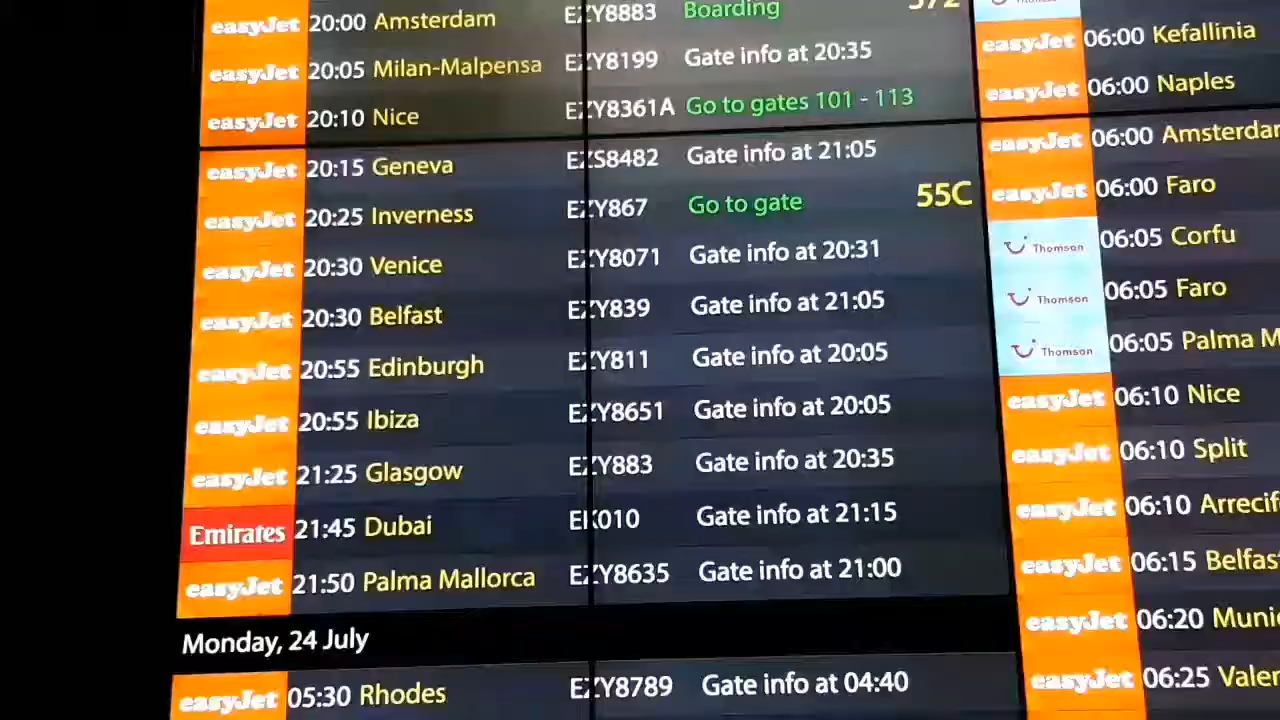 easyJet 20:00 Amsterdam EZY8883 Boarding
easyJet 20:05 Milan-Malpensa EZY8199 Gate info at 20:35
easyJet 20:10 Nice EZY8361A Go to gates 101 - 113
easyJet 20:15 Geneva EZS8482 Gate info at 21:05
easyJet 20:25 Inverness EZY867 Go to gate 55C
easyJet 20:30 Venice EZY8071 Gate info at 20:31
easyJet 20:30 Belfast EZY839 Gate info at 21:05
easyJet 20:55 Edinburgh EZY811 Gate info at 20:05
easyJet 20:55 Ibiza EZY8651 Gate info at 20:05
easyJet 21:25 Glasgow EZY883 Gate info at 20:35
Emirates 21:45 Dubai EK010 Gate info at 21:15
easyJet 21:50 Palma Mallorca EZY8635 Gate info at 21:00
Monday, 24 July
easyJet 05:30 Rhodes EZY8789 Gate info at 04:40
easyJet 06:00 Kefallinia
easyJet 06:00 Naples
easyJet 06:00 Amsterda
easyJet 06:00 Faro
Thomson 06:05 Corfu
Thomson 06:05 Faro
Thomson 06:05 Palma M
easyJet 06:10 Nice
easyJet 06:10 Split
easyJet 06:10 Arrecif
easyJet 06:15 Belfas
easyJet 06:20 Muni
easyJet 06:25 Valen